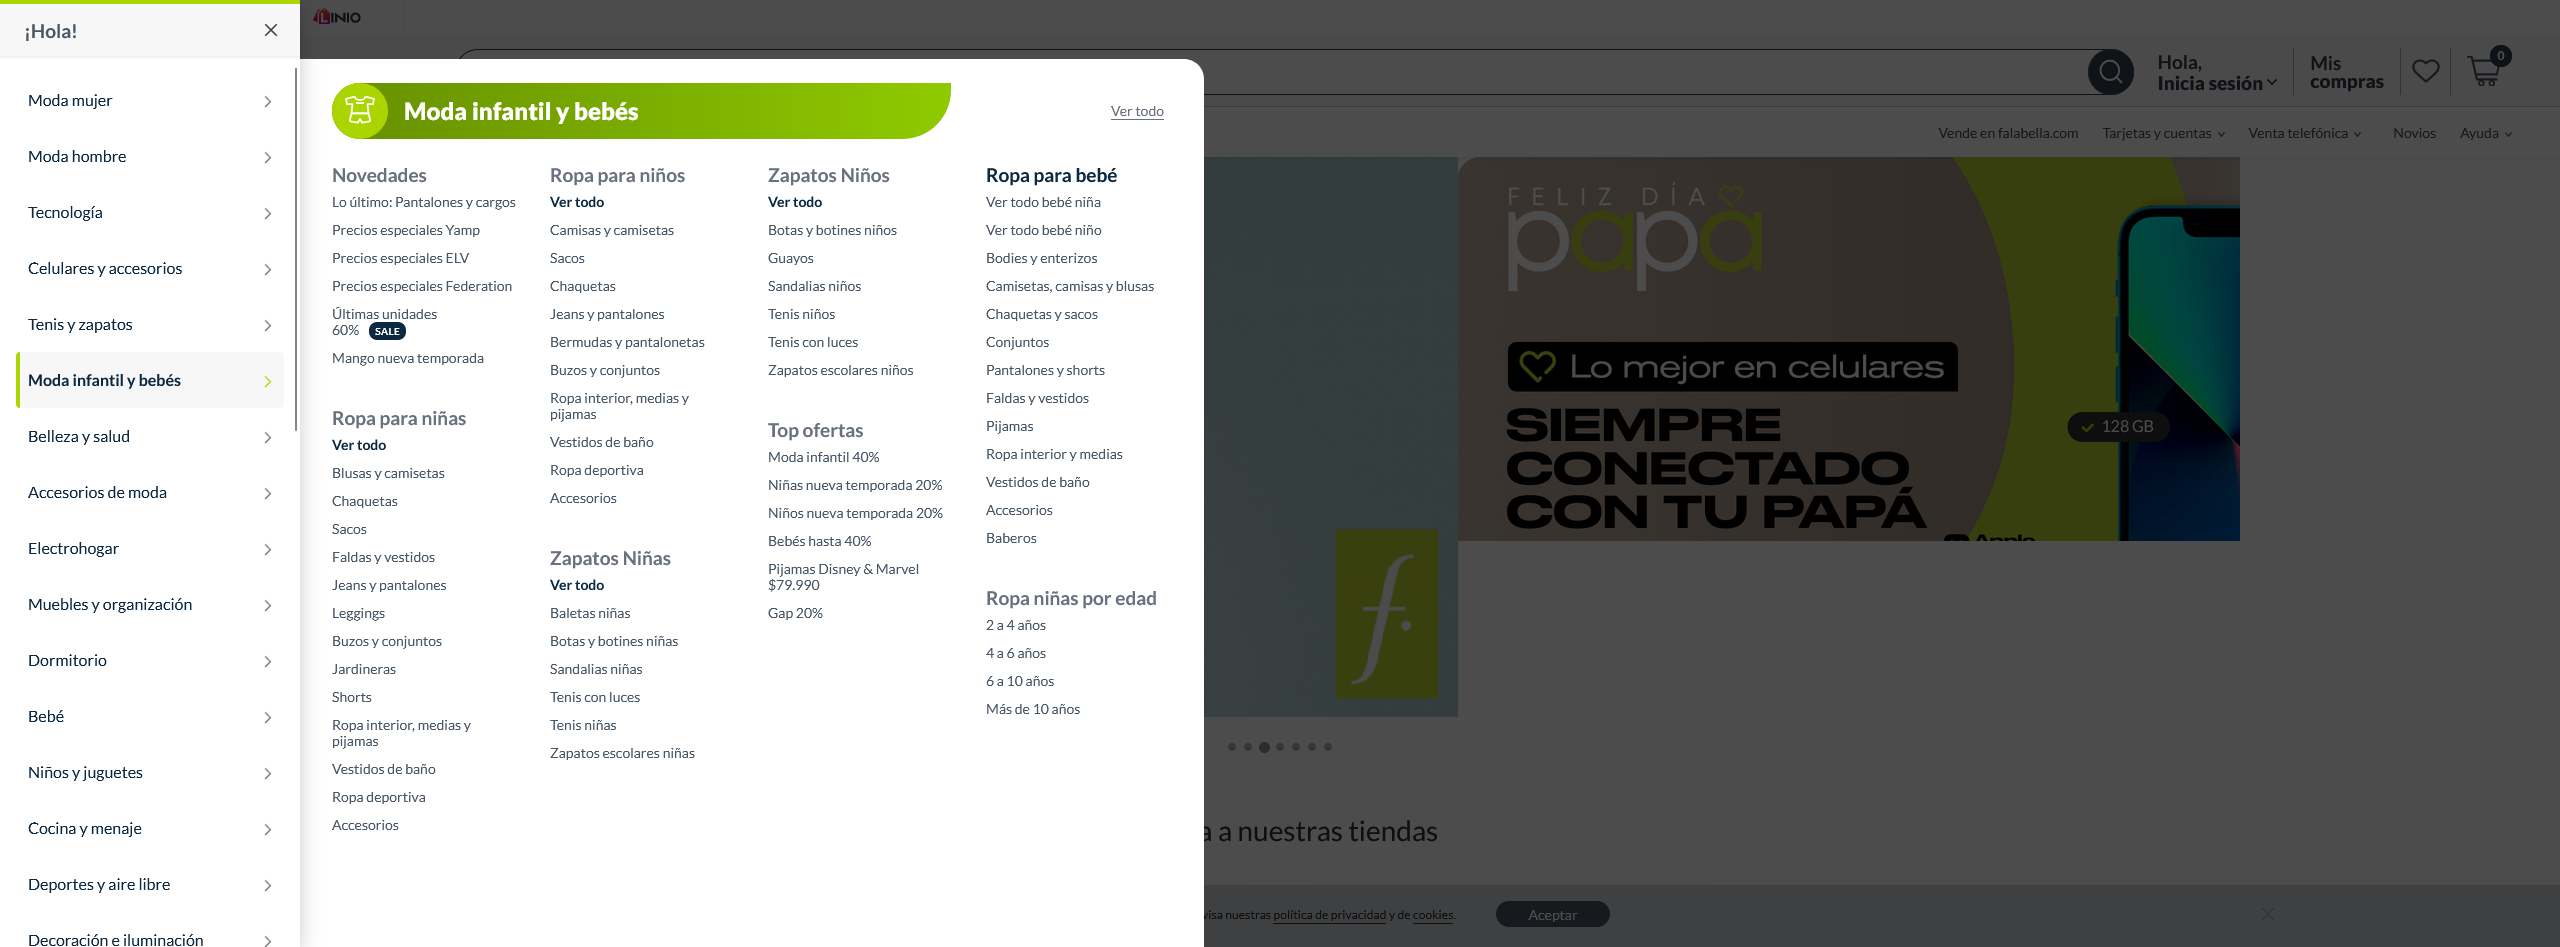 ¡Hola!
Moda mujer
Moda hombre
Tecnología
Celulares y accesorios
Tenis y zapatos
Moda infantil y bebés
Belleza y salud
Accesorios de moda
Electrohogar
Muebles y organización
Dormitorio
Bebé
Niños y juguetes
Cocina y menaje
Deportes y aire libre
Decoración e iluminación
Moda infantil y bebés
Ver todo
Novedades
Lo último: Pantalones y cargos
Precios especiales Yamp
Precios especiales ELV
Precios especiales Federation
Últimas unidades
60% SALE
Mango nueva temporada
Ropa para niñas
Ver todo
Blusas y camisetas
Chaquetas
Sacos
Faldas y vestidos
Jeans y pantalones
Leggings
Buzos y conjuntos
Jardineras
Shorts
Ropa interior, medias y
pijamas
Vestidos de baño
Ropa deportiva
Accesorios
Ropa para niños
Ver todo
Camisas y camisetas
Sacos
Chaquetas
Jeans y pantalones
Bermudas y pantalonetas
Buzos y conjuntos
Ropa interior, medias y
pijamas
Vestidos de baño
Ropa deportiva
Accesorios
Zapatos Niñas
Ver todo
Baletas niñas
Botas y botines niñas
Sandalias niñas
Tenis con luces
Tenis niñas
Zapatos escolares niñas
Zapatos Niños
Ver todo
Botas y botines niños
Guayos
Sandalias niños
Tenis niños
Tenis con luces
Zapatos escolares niños
Top ofertas
Moda infantil 40%
Niñas nueva temporada 20%
Niños nueva temporada 20%
Bebés hasta 40%
Pijamas Disney & Marvel
$79.990
Gap 20%
Ropa para bebé
Ver todo bebé niña
Ver todo bebé niño
Bodies y enterizos
Camisetas, camisas y blusas
Chaquetas y sacos
Conjuntos
Pantalones y shorts
Faldas y vestidos
Pijamas
Ropa interior y medias
Vestidos de baño
Accesorios
Baberos
Ropa niñas por edad
2 a 4 años
4 a 6 años
6 a 10 años
Más de 10 años
LINIO
Hola,
Inicia sesión
Mis
compras
0
Vende en falabella.com
Tarjetas y cuentas
Venta telefónica
Novios
Ayuda
FELIZ DÍA
papa
Lo mejor en celulares
SIEMPRE
CONECTADO
CON TU PAPÁ
Apple
128 GB
f.
a a nuestras tiendas
visa nuestras política de privacidad y de cookies.
Aceptar